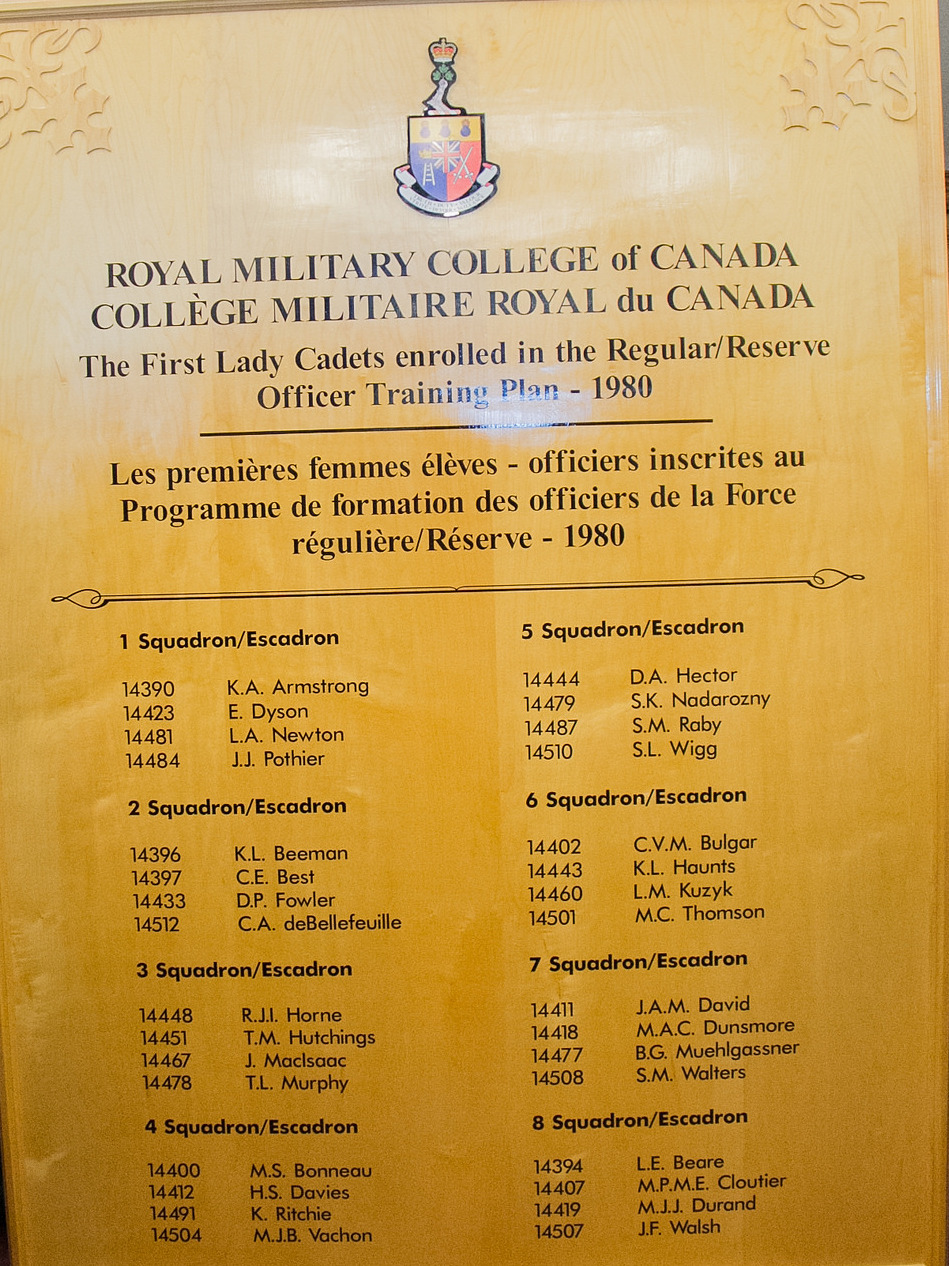 ROYAL MILITARY COLLEGE of CANADA
COLLÈGE MILITAIRE ROYAL du CANADA
The First Lady Cadets enrolled in the Regular/Reserve
Officer Training Plan - 1980
Les premières femmes élèves - officiers inscrites au
Programme de formation des officiers de la Force
régulière/Réserve - 1980
1 Squadron/Escadron
14390 K.A. Armstrong
14423 E. Dyson
14481 L.A. Newton
14484 J.J. Pothier
2 Squadron/Escadron
14396 K.L. Beeman
14397 C.E. Best
14433 D.P. Fowler
14512 C.A. deBellefeuille
3 Squadron/Escadron
14448 R.J.I. Horne
14451 T.M. Hutchings
14467 J. MacIsaac
14478 T.L. Murphy
4 Squadron/Escadron
14400 M.S. Bonneau
14412 H.S. Davies
14491 K. Ritchie
14504 M.J.B. Vachon
5 Squadron/Escadron
14444 D.A. Hector
14479 S.K. Nadarozny
14487 S.M. Raby
14510 S.L. Wigg
6 Squadron/Escadron
14402 C.V.M. Bulgar
14443 K.L. Haunts
14460 L.M. Kuzyk
14501 M.C. Thomson
7 Squadron/Escadron
14411 J.A.M. David
14418 M.A.C. Dunsmore
14477 B.G. Muehlgassner
14508 S.M. Walters
8 Squadron/Escadron
14394 L.E. Beare
14407 M.P.M.E. Cloutier
14419 M.J.J. Durand
14507 J.F. Walsh